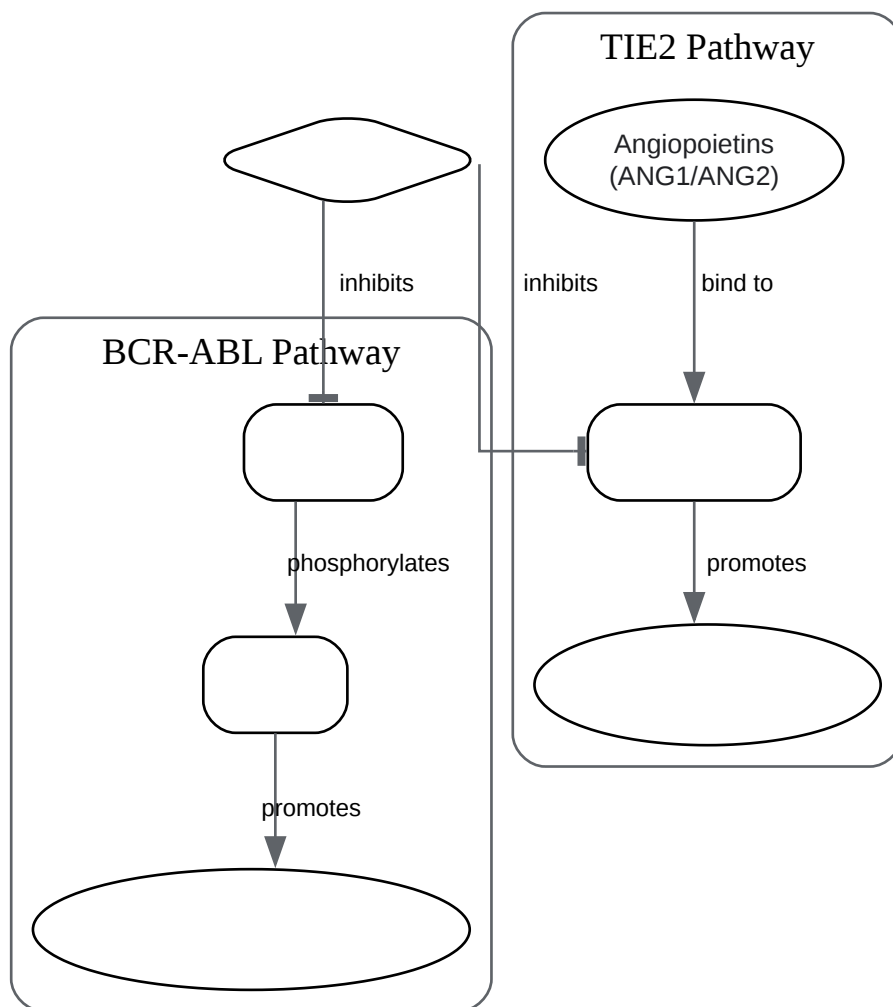 TIE2 Pathway
Angiopoietins
(ANG1/ANG2)
inhibits
inhibits
bind to
BCR-ABL Pathway
phosphorylates
promotes
promotes